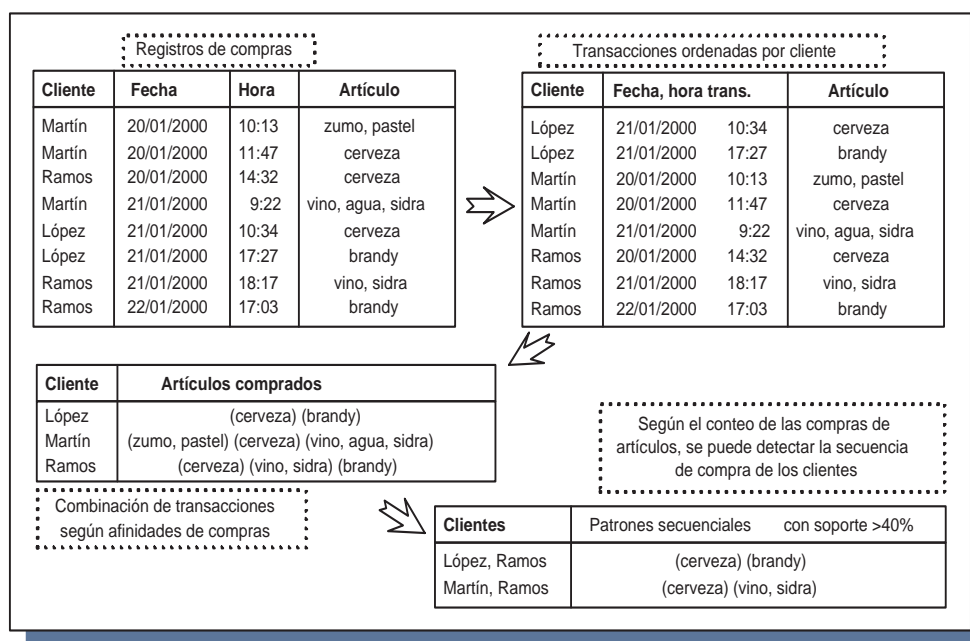 Registros de compras
Cliente Fecha Hora Artículo
Martín 20/01/2000 10:13 zumo, pastel
Martín 20/01/2000 11:47 cerveza
Ramos 20/01/2000 14:32 cerveza
Martín 21/01/2000 9:22 vino, agua, sidra
López 21/01/2000 10:34 cerveza
López 21/01/2000 17:27 brandy
Ramos 21/01/2000 18:17 vino, sidra
Ramos 22/01/2000 17:03 brandy
Transacciones ordenadas por cliente
Cliente Fecha, hora trans. Artículo
López 21/01/2000 10:34 cerveza
López 21/01/2000 17:27 brandy
Martín 20/01/2000 10:13 zumo, pastel
Martín 20/01/2000 11:47 cerveza
Martín 21/01/2000 9:22 vino, agua, sidra
Ramos 20/01/2000 14:32 cerveza
Ramos 21/01/2000 18:17 vino, sidra
Ramos 22/01/2000 17:03 brandy
Cliente Artículos comprados
López (cerveza) (brandy)
Martín (zumo, pastel) (cerveza) (vino, agua, sidra)
Ramos (cerveza) (vino, sidra) (brandy)
Según el conteo de las compras de
artículos, se puede detectar la secuencia
de compra de los clientes
Combinación de transacciones
según afinidades de compras
Clientes Patrones secuenciales con soporte >40%
López, Ramos (cerveza) (brandy)
Martín, Ramos (cerveza) (vino, sidra)